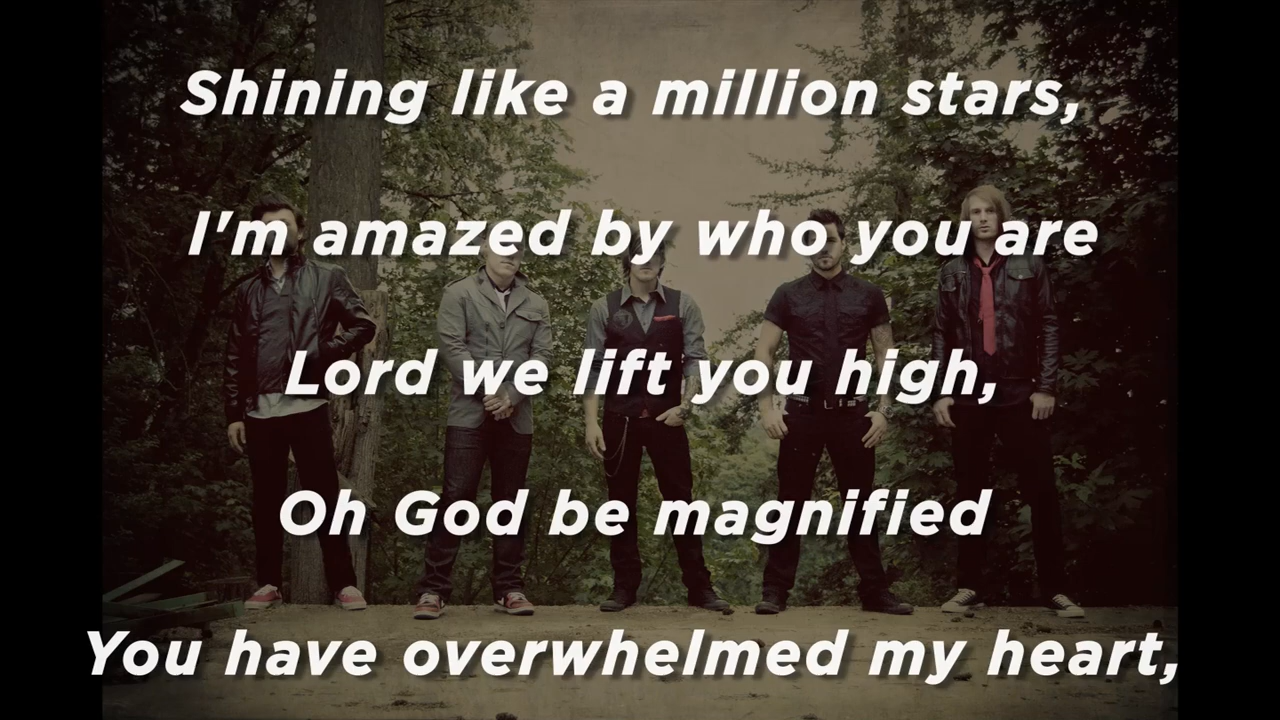 Shining like a million stars,
I'm amazed by who you are
Lord we lift you high,
Oh God be magnified
You have overwhelmed my heart,